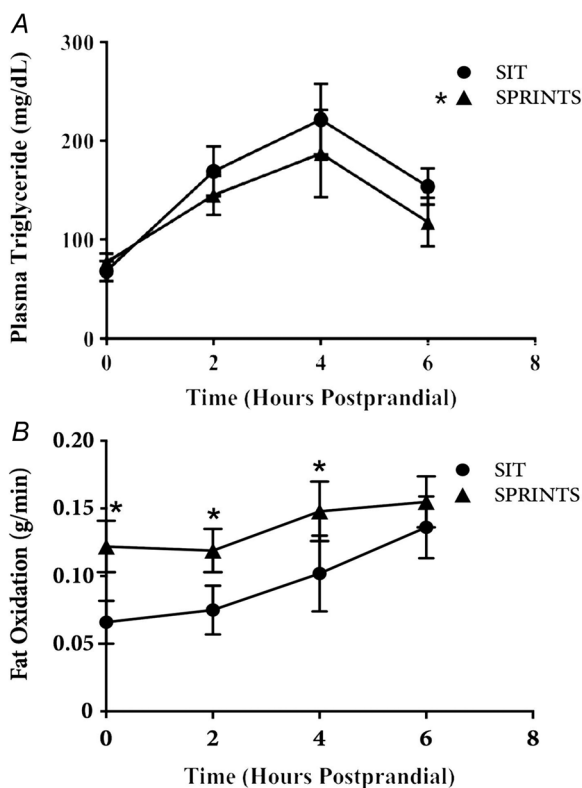 A
Plasma Triglyceride (mg/dL)
300
200
100
0
0 2 4 6 8
Time (Hours Postprandial)
SIT
* SPRINTS
B
Fat Oxidation (g/min)
0.20
0.15
0.10
0.05
0.00
* * *
0 2 4 6 8
Time (Hours Postprandial)
SIT
SPRINTS